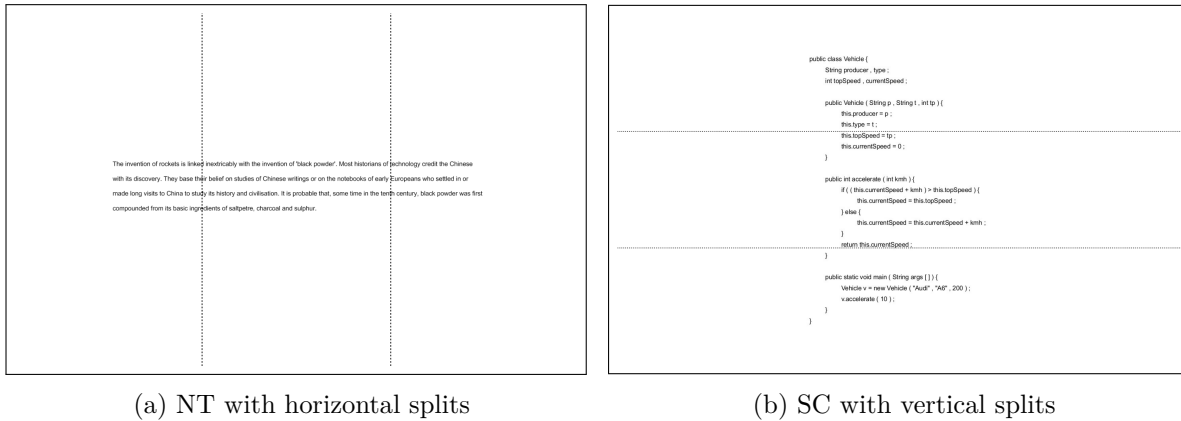 The invention of rockets is linked inextricably with the invention of 'black powder'. Most historians of technology credit the Chinese
with its discovery. They base their belief on studies of Chinese writings or on the notebooks of early Europeans who settled in or
made long visits to China to study its history and civilisation. It is probable that, some time in the tenth century, black powder was first
compounded from its basic ingredients of saltpetre, charcoal and sulphur.
(a) NT with horizontal splits
public class Vehicle {
String producer , type ;
int topSpeed , currentSpeed ;
public Vehicle ( String p , String t , int tp ) {
this.producer = p ;
this.type = t ;
this.topSpeed = tp ;
this.currentSpeed = 0 ;
}
public int accelerate ( int kmh ) {
if ( ( this.currentSpeed + kmh ) > this.topSpeed ) {
this.currentSpeed = this.topSpeed ;
} else {
this.currentSpeed = this.currentSpeed + kmh ;
}
return this.currentSpeed ;
}
public static void main ( String args [ ] ) {
Vehicle v = new Vehicle ( "Audi" , "A6" , 200 ) ;
v.accelerate ( 10 ) ;
}
}
(b) SC with vertical splits